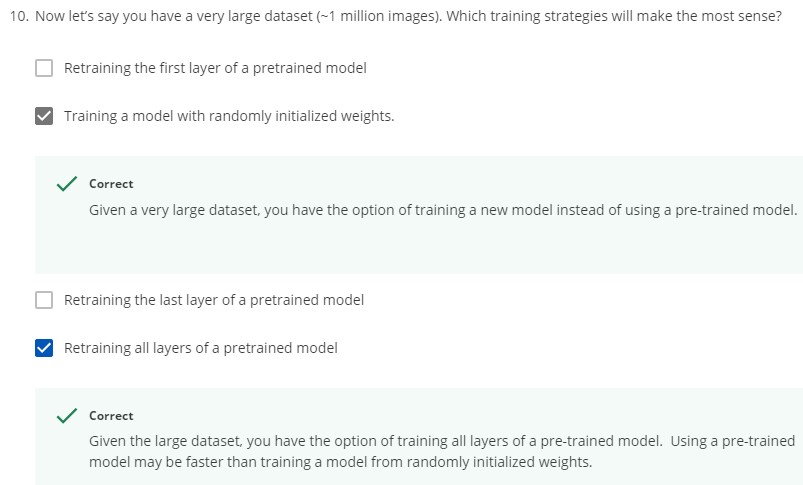 10. Now let's say you have a very large dataset (~1 million images). Which training strategies will make the most sense?
Retraining the first layer of a pretrained model
Training a model with randomly initialized weights.
Correct
Given a very large dataset, you have the option of training a new model instead of using a pre-trained model.
Retraining the last layer of a pretrained model
Retraining all layers of a pretrained model
Correct
Given the large dataset, you have the option of training all layers of a pre-trained model.  Using a pre-trained
model may be faster than training a model from randomly initialized weights.